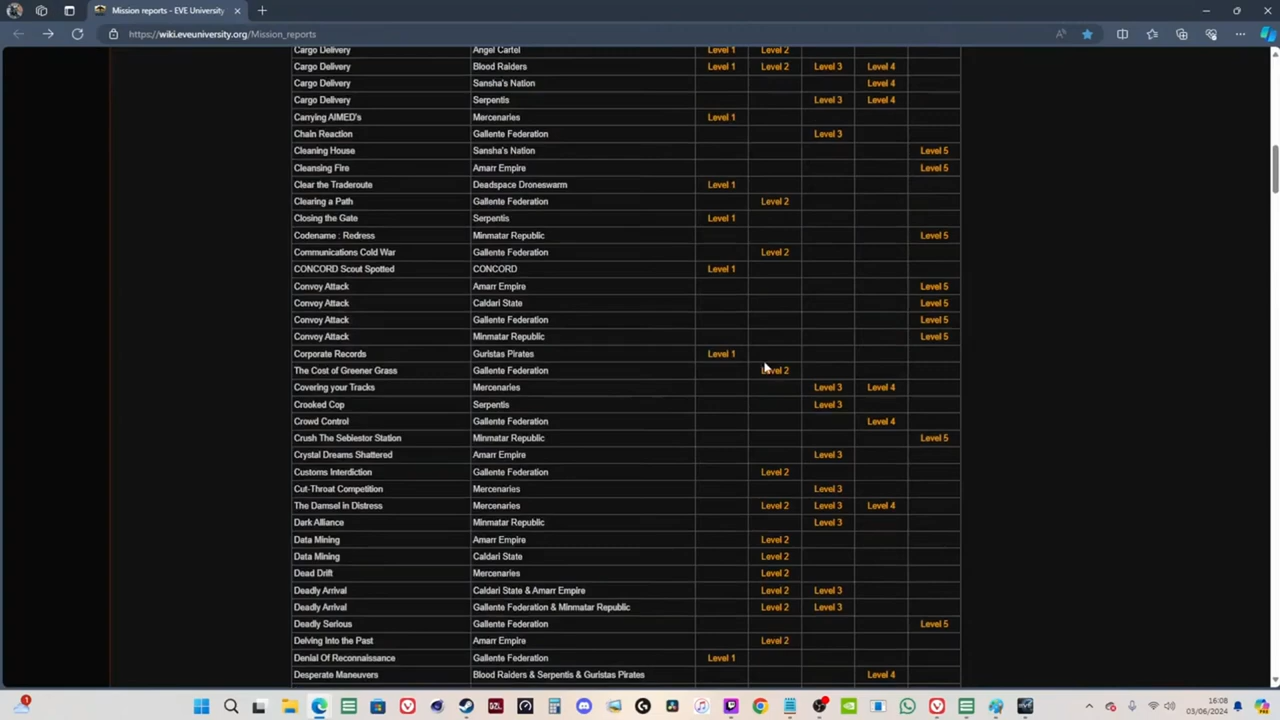 Mission reports - EVE University
https://wiki.eveuniversity.org/Mission_reports
Cargo Delivery Angel Cartel Level 1 Level 2
Cargo Delivery Blood Raiders Level 1 Level 2 Level 3 Level 4
Cargo Delivery Sansha's Nation Level 4
Cargo Delivery Serpentis Level 3 Level 4
Carrying AIMED's Mercenaries Level 1
Chain Reaction Gallente Federation Level 3
Cleaning House Sansha's Nation Level 5
Cleansing Fire Amarr Empire Level 5
Clear the Traderoute Deadspace Droneswarm Level 1
Clearing a Path Gallente Federation Level 2
Closing the Gate Serpentis Level 1
Codename : Redress Minmatar Republic Level 5
Communications Cold War Gallente Federation Level 2
CONCORD Scout Spotted CONCORD Level 1
Convoy Attack Amarr Empire Level 5
Convoy Attack Caldari State Level 5
Convoy Attack Gallente Federation Level 5
Convoy Attack Minmatar Republic Level 5
Corporate Records Guristas Pirates Level 1
The Cost of Greener Grass Gallente Federation Level 2
Covering your Tracks Mercenaries Level 3 Level 4
Crooked Cop Serpentis Level 3
Crowd Control Gallente Federation Level 4
Crush The Sebiestor Station Minmatar Republic Level 5
Crystal Dreams Shattered Amarr Empire Level 3
Customs Interdiction Gallente Federation Level 2
Cut-Throat Competition Mercenaries Level 3
The Damsel in Distress Mercenaries Level 2 Level 3 Level 4
Dark Alliance Minmatar Republic Level 3
Data Mining Amarr Empire Level 2
Data Mining Caldari State Level 2
Dead Drift Mercenaries Level 2
Deadly Arrival Caldari State & Amarr Empire Level 2 Level 3
Deadly Arrival Gallente Federation & Minmatar Republic Level 2 Level 3
Deadly Serious Gallente Federation Level 5
Delving Into the Past Amarr Empire Level 2
Denial Of Reconnaissance Gallente Federation Level 1
Desperate Maneuvers Blood Raiders & Serpentis & Guristas Pirates Level 4
16:08
03/06/2024